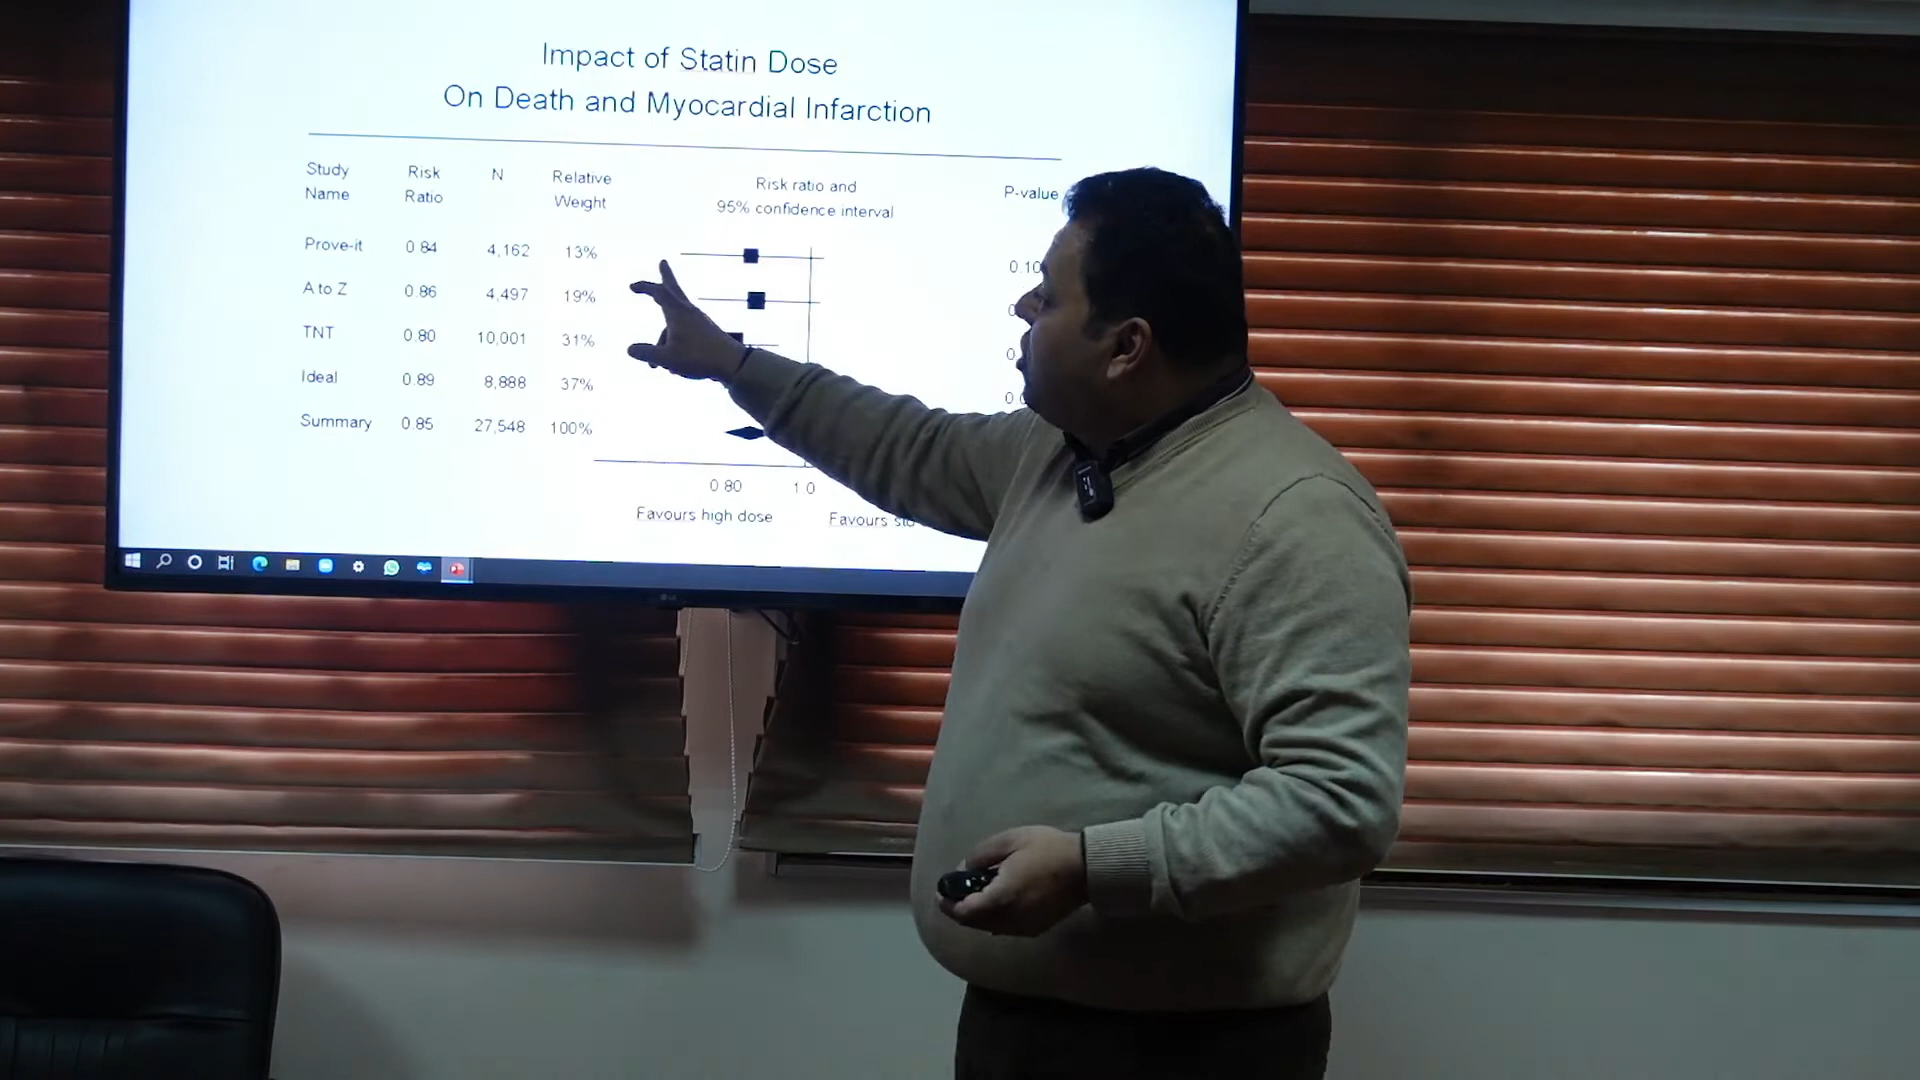 Impact of Statin Dose
On Death and Myocardial Infarction
Study Name Risk Ratio N Relative Weight Risk ratio and 95% confidence interval P-value
Prove-it 0.84 4,162 13% 0.10
A to Z 0.86 4,497 19%
TNT 0.80 10,001 31%
Ideal 0.89 8,888 37%
Summary 0.85 27,548 100%
0.80 1.0
Favours high dose Favours
LG